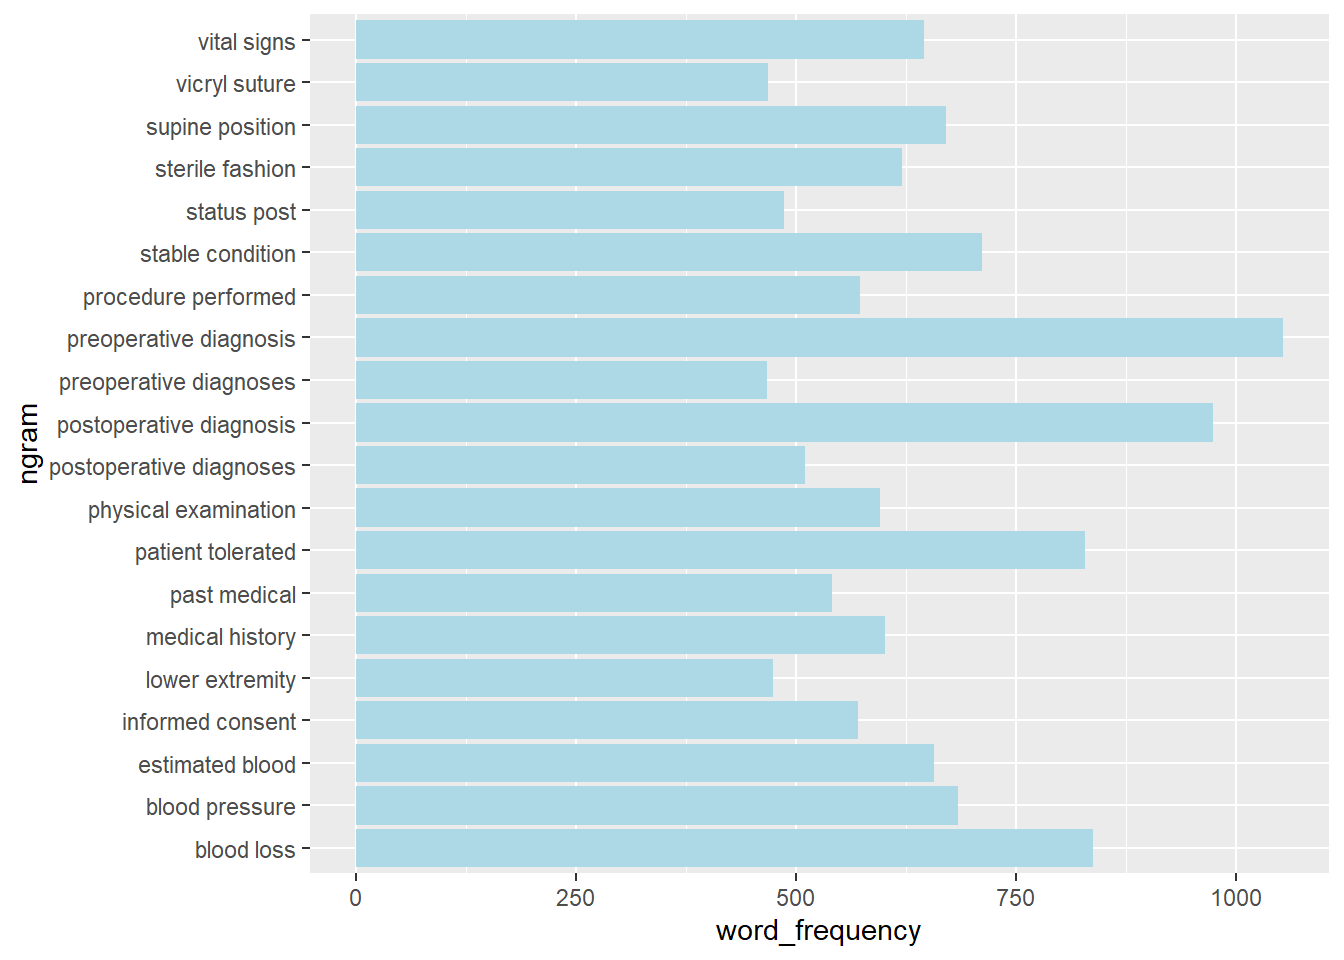 vital signs
vicryl suture
supine position
sterile fashion
status post
stable condition
procedure performed
preoperative diagnosis
preoperative diagnoses
postoperative diagnosis
postoperative diagnoses
physical examination
patient tolerated
past medical
medical history
lower extremity
informed consent
estimated blood
blood pressure
blood loss
ngram
0 250 500 750 1000
word_frequency